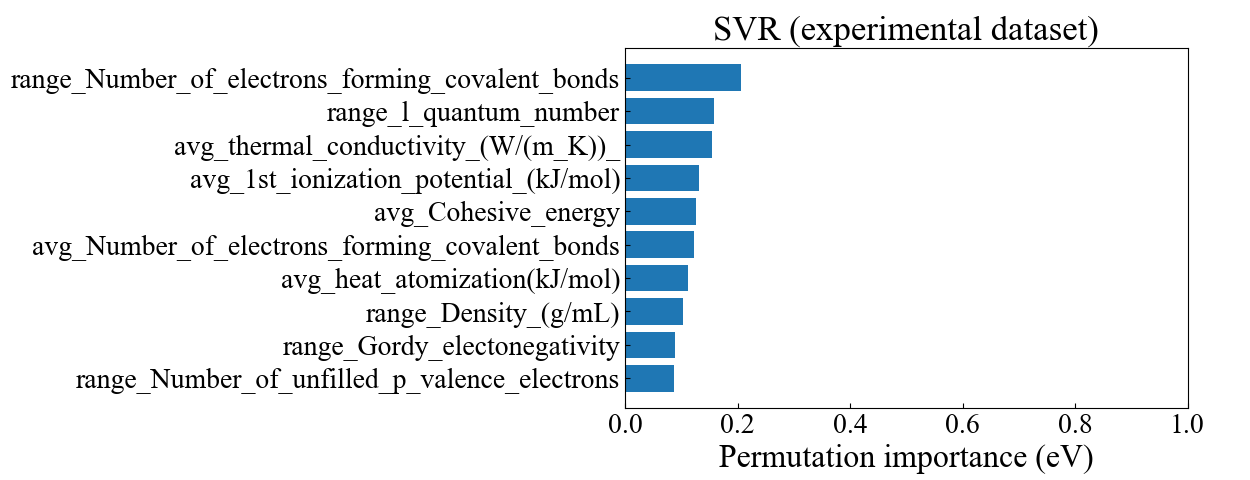 SVR (experimental dataset)
range_Number_of_electrons_forming_covalent_bonds
range_l_quantum_number
avg_thermal_conductivity_(W/(m_K))_
avg_1st_ionization_potential_(kJ/mol)
avg_Cohesive_energy
avg_Number_of_electrons_forming_covalent_bonds
avg_heat_atomization(kJ/mol)
range_Density_(g/mL)
range_Gordy_electonegativity
range_Number_of_unfilled_p_valence_electrons
0.0 0.2 0.4 0.6 0.8 1.0
Permutation importance (eV)